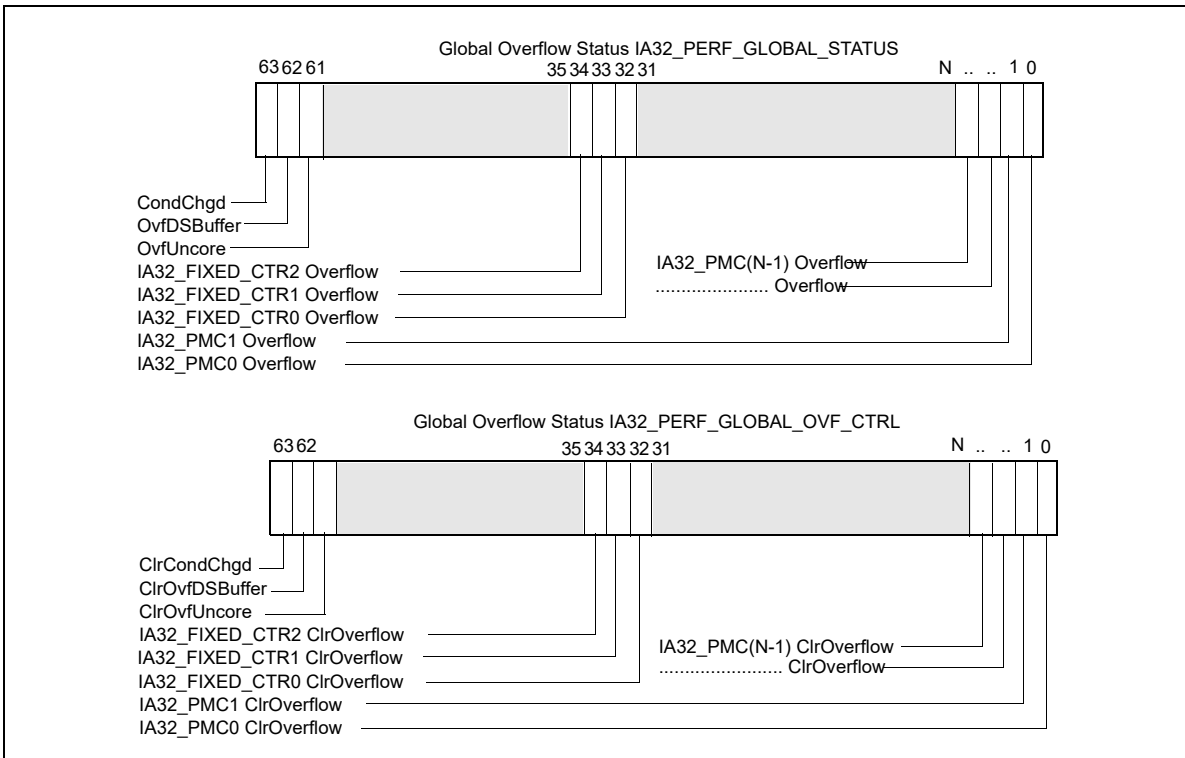 Global Overflow Status IA32_PERF_GLOBAL_STATUS
63 62 61 35 34 33 32 31 N .. .. 1 0
CondChgd
OvfDSBuffer
OvfUncore
IA32_FIXED_CTR2 Overflow
IA32_FIXED_CTR1 Overflow
IA32_FIXED_CTR0 Overflow
IA32_PMC1 Overflow
IA32_PMC0 Overflow
IA32_PMC(N-1) Overflow
...................... Overflow
Global Overflow Status IA32_PERF_GLOBAL_OVF_CTRL
63 62 35 34 33 32 31 N .. .. 1 0
ClrCondChgd
ClrOvfDSBuffer
ClrOvfUncore
IA32_FIXED_CTR2 ClrOverflow
IA32_FIXED_CTR1 ClrOverflow
IA32_FIXED_CTR0 ClrOverflow
IA32_PMC1 ClrOverflow
IA32_PMC0 ClrOverflow
IA32_PMC(N-1) ClrOverflow
........................ ClrOverflow